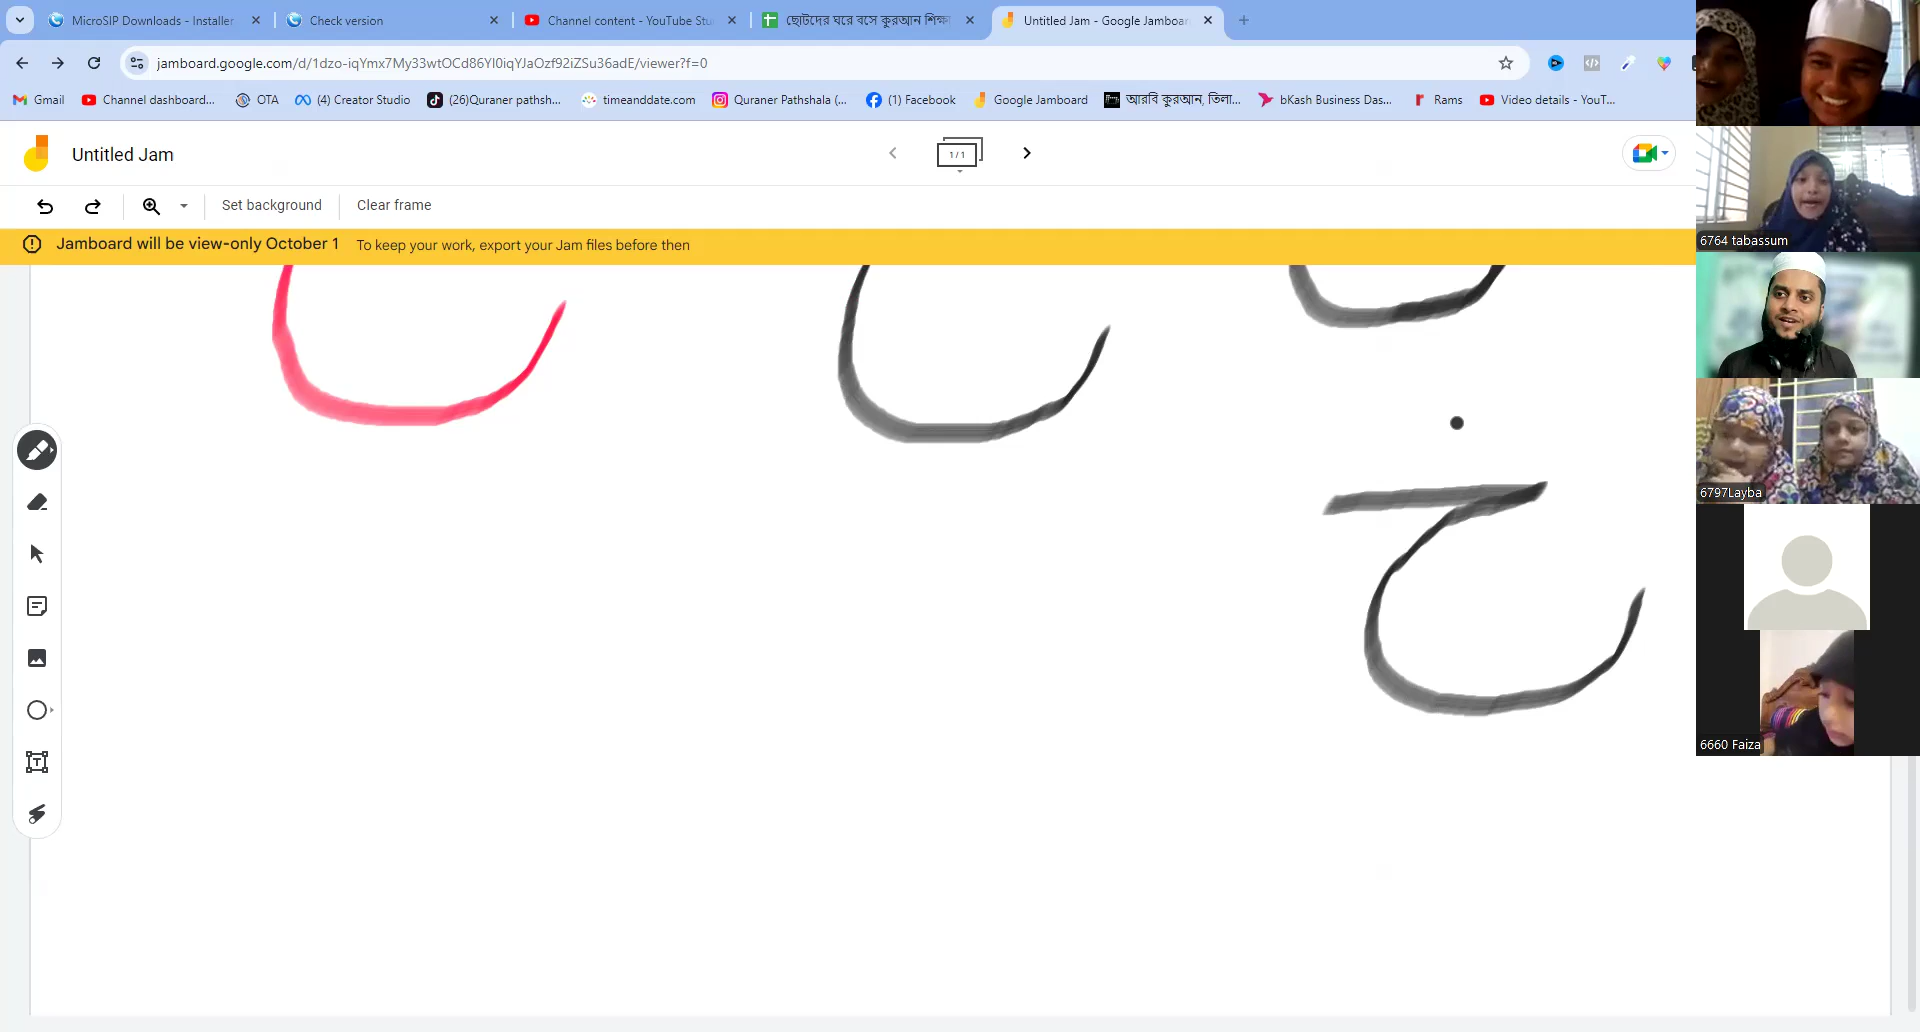 MicroSIP Downloads - Installer
Check version
Channel content - YouTube Stu
ছোটদের ঘরে বসে কুরআন শিক্ষ
Untitled Jam - Google Jamboar
jamboard.google.com/d/1dzo-iqYmx7My33wtOCd86Yl0iqYJaOzf92iZSu36adE/viewer?f=0
Gmail
Channel dashboard...
OTA
(4) Creator Studio
(26)Quraner pathsh...
timeanddate.com
Quraner Pathshala (...
(1) Facebook
Google Jamboard
আরবি কুরআন, তিলা...
bKash Business Das...
Rams
Video details - YouT...
Untitled Jam
1 / 1
Set background
Clear frame
Jamboard will be view-only October 1 To keep your work, export your Jam files before then
خ
6764 tabassum
6797Layba
6660 Faiza